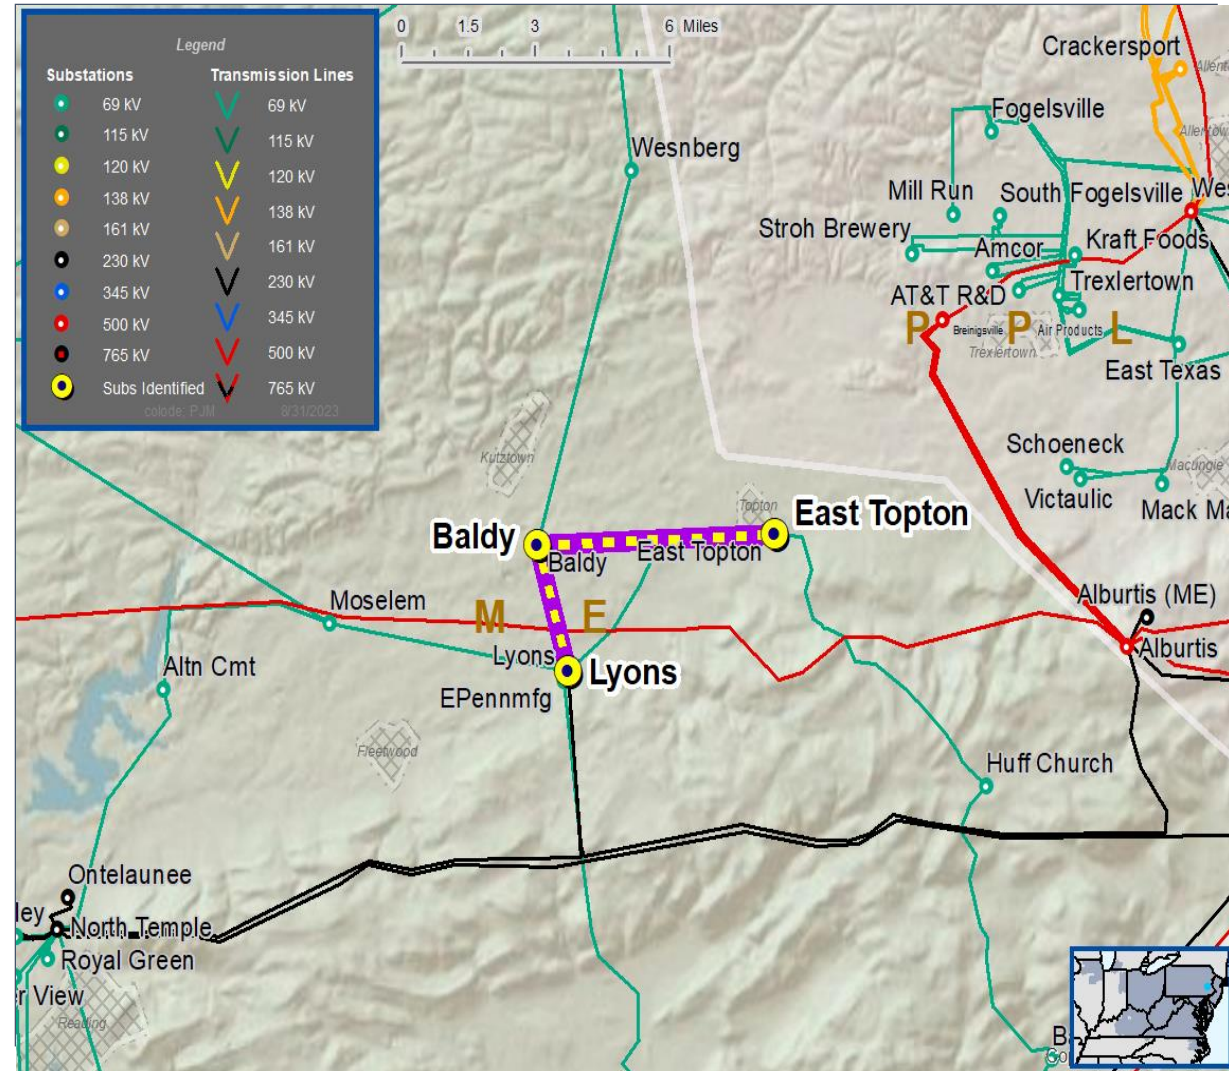 Legend
Substations
Transmission Lines
69 kV
69 kV
115 kV
115 kV
120 kV
120 kV
138 kV
138 kV
161 kV
161 kV
230 kV
230 kV
345 kV
345 kV
500 kV
500 kV
765 kV
765 kV
Subs Identified
8/31/2023
0 1.5 3 6 Miles
Crackersport
Fogelsville
Wesnberg
Mill Run
South Fogelsville
Stroh Brewery
Amcor
Kraft Foods
Trexlertown
AT&T R&D
P P L
Breinigsville
Air Products
Trexlertown
East Texas
Schoeneck
Macungie
Victaulic
Kutztown
Topton
East Topton
Baldy
Baldy
East Topton
Moselem
M E
Alburtis (ME)
Alburtis
Lyons
Lyons
Altn Cmt
EPennmfg
Fleetwood
Huff Church
Ontelaunee
North Temple
Royal Green
Reading